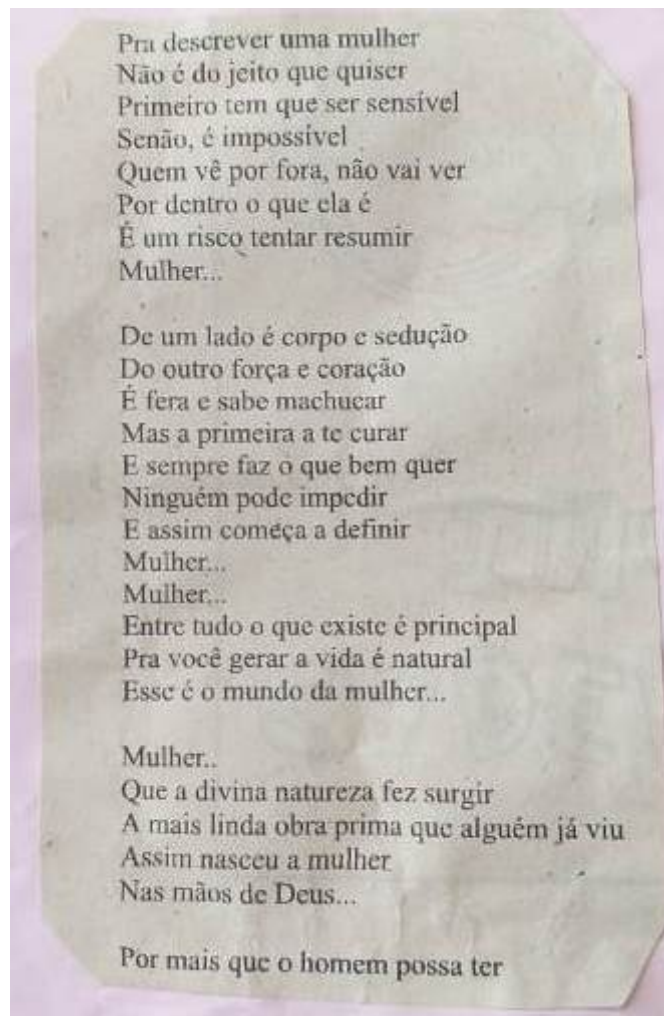 Pra descrever uma mulher
Não é do jeito que quiser
Primeiro tem que ser sensível
Senão, é impossível
Quem vê por fora, não vai ver
Por dentro o que ela é
É um risco tentar resumir
Mulher...
De um lado é corpo e sedução
Do outro força e coração
É fera e sabe machucar
Mas a primeira a te curar
E sempre faz o que bem quer
Ninguém pode impedir
E assim começa a definir
Mulher...
Mulher...
Entre tudo o que existe é principal
Pra você gerar a vida é natural
Esse é o mundo da mulher...
Mulher..
Que a divina natureza fez surgir
A mais linda obra prima que alguém já viu
Assim nasceu a mulher
Nas mãos de Deus...
Por mais que o homem possa ter